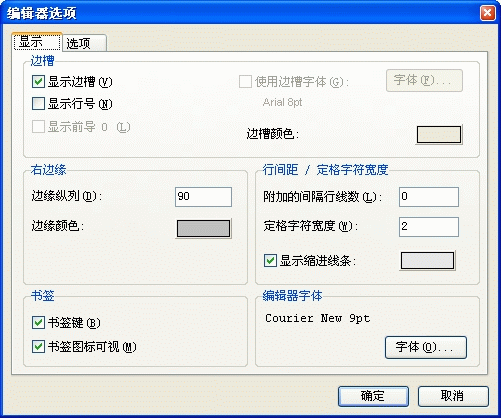 编辑器选项
显示 选项
边槽
显示边槽(V) 使用边槽字体(G): 字体(F)...
显示行号(N) Arial 8pt
显示前导 0 (L)
边槽颜色:
右边缘 行间距 / 定格字符宽度
边缘纵列(I): 90 附加的间隔行线数(L): 0
边缘颜色: 定格字符宽度(W): 2
显示缩进线条:
书签 编辑器字体
书签键(B) Courier New 9pt
书签图标可视(M) 字体(O)...
确定 取消